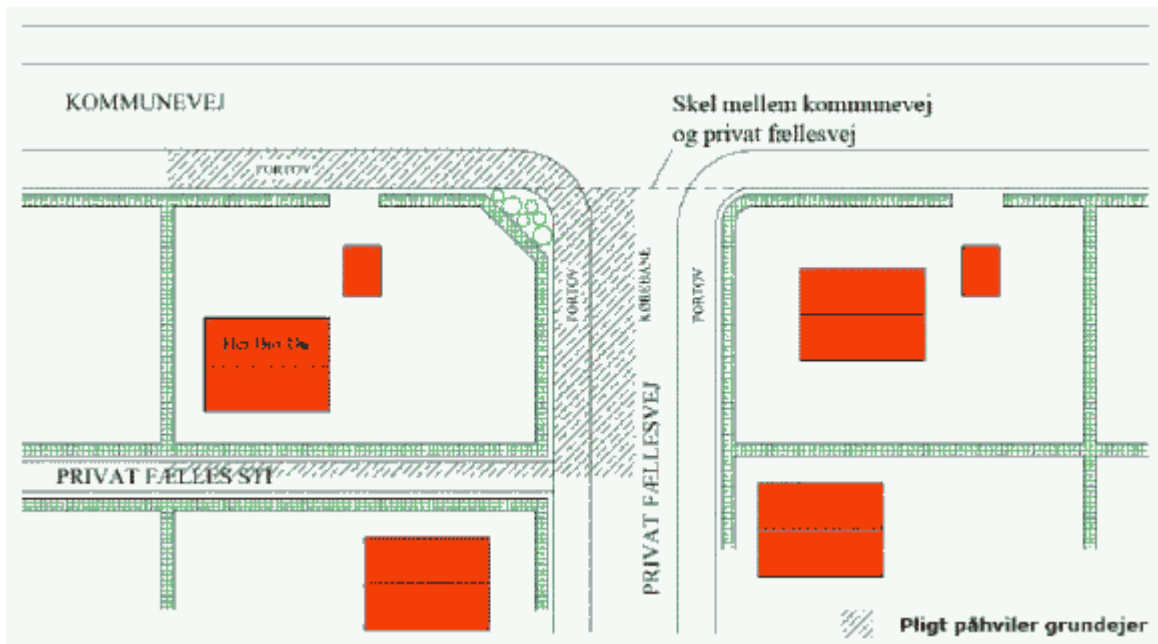 KOMMUNEVEJ
Skel mellem kommunevej
og privat fællesvej
FORTOV
FORTOV
KØREBANE
FORTOV
PRIVAT FÆLLESVEJ
PRIVAT FÆLLES STI
Pligt påhviler grundejer